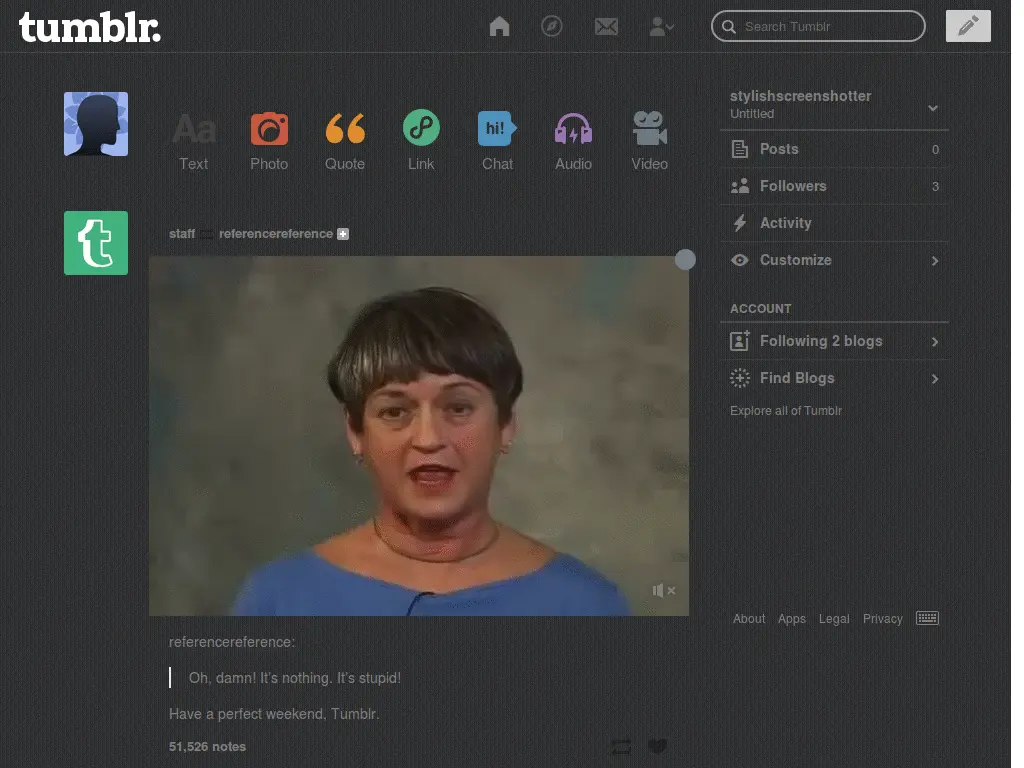 tumblr.
Search Tumblr
Aa
hi!
Text
Photo
Quote
Link
Chat
Audio
Video
stylishscreenshotter
Untitled
Posts 0
Followers 3
Activity
Customize
ACCOUNT
Following 2 blogs
Find Blogs
Explore all of Tumblr
t
staff referencereference
referencereference:
Oh, damn! It's nothing. It's stupid!
Have a perfect weekend, Tumblr.
51,526 notes
About Apps Legal Privacy